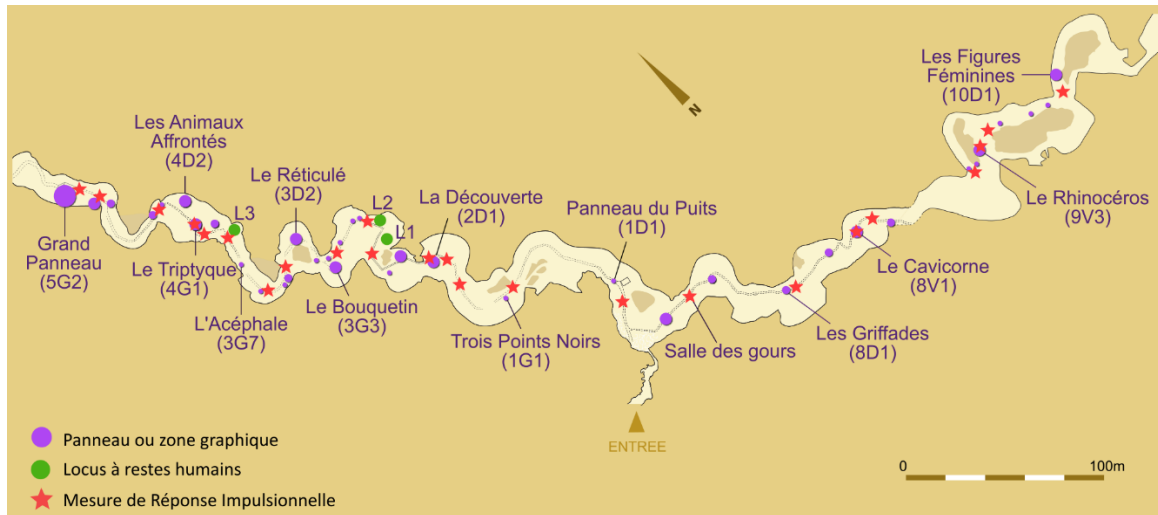 Les Figures
Féminines
(10D1)
Les Animaux
Affrontés
(4D2)
N
Le Réticulé
(3D2)
L2
La Découverte
(2D1)
L3
L1
Panneau du Puits
(1D1)
Le Rhinocéros
(9V3)
Grand
Panneau
(5G2)
Le Triptyque
(4G1)
Le Cavicorne
(8V1)
L'Acéphale
(3G7)
Le Bouquetin
(3G3)
Trois Points Noirs
(1G1)
Salle des gours
Les Griffades
(8D1)
ENTREE
Panneau ou zone graphique
Locus à restes humains
Mesure de Réponse Impulsionnelle
0
100m